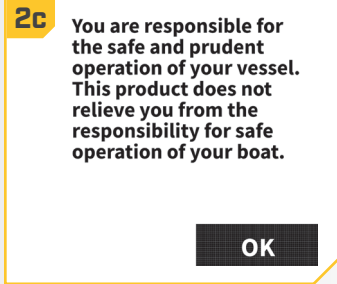 2c
You are responsible for
the safe and prudent
operation of your vessel.
This product does not
relieve you from the
responsibility for safe
operation of your boat.
OK